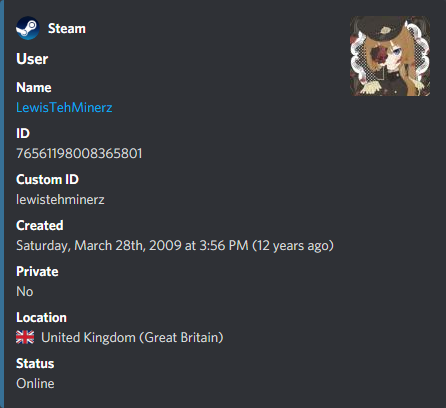 Steam
User
Name
LewisTehMinerz
ID
76561198008365801
Custom ID
lewistehminerz
Created
Saturday, March 28th, 2009 at 3:56 PM (12 years ago)
Private
No
Location
United Kingdom (Great Britain)
Status
Online